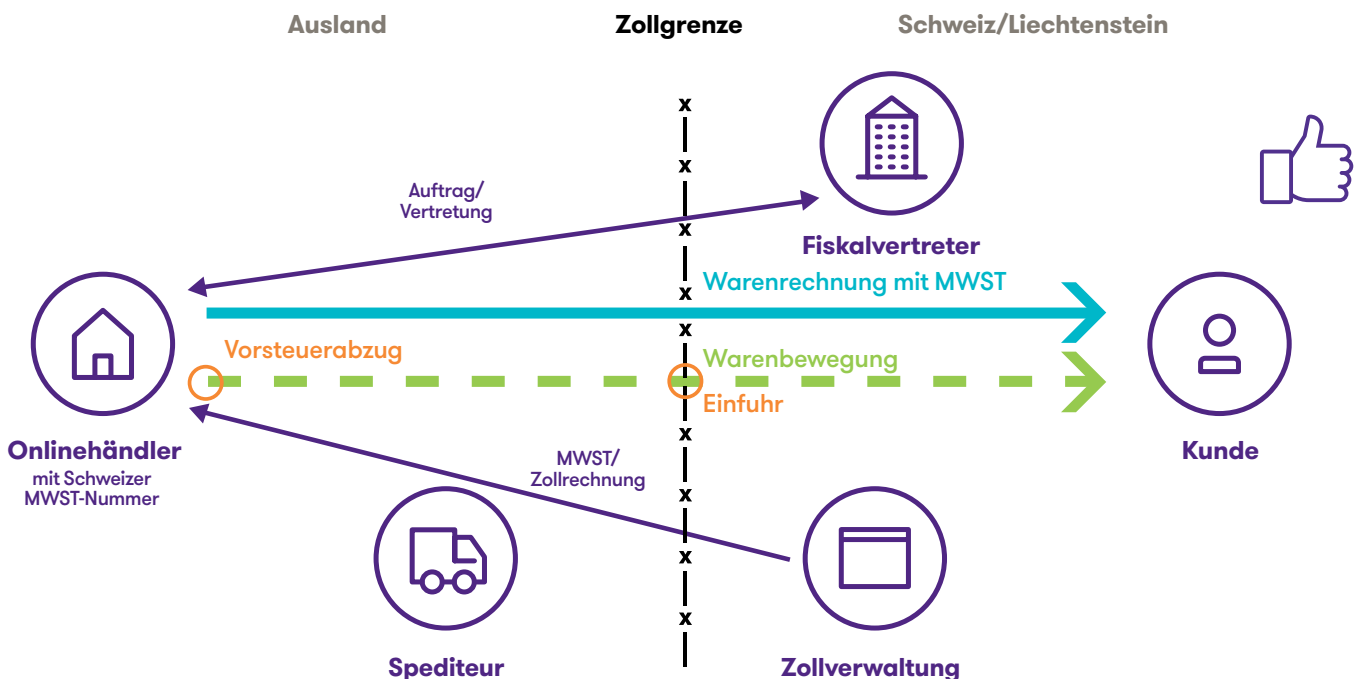 Ausland
Zollgrenze
Schweiz/Liechtenstein
x
x
Auftrag/
Vertretung
x
Fiskalvertreter
Warenrechnung mit MWST
x
x
Vorsteuerabzug
Warenbewegung
Einfuhr
x
Onlinehändler
mit Schweizer
MWST-Nummer
MWST/
Zollrechnung
Kunde
x
x
x
Spediteur
Zollverwaltung